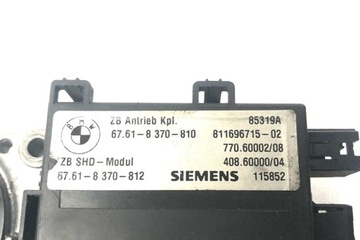 BMW
ZB Antrieb Kpl. 85319A
67.61-8 370-810 811696715-02
770.60002/08
ZB SHD-Modul 408.60000/04
67.61-8 370-812 SIEMENS 115852